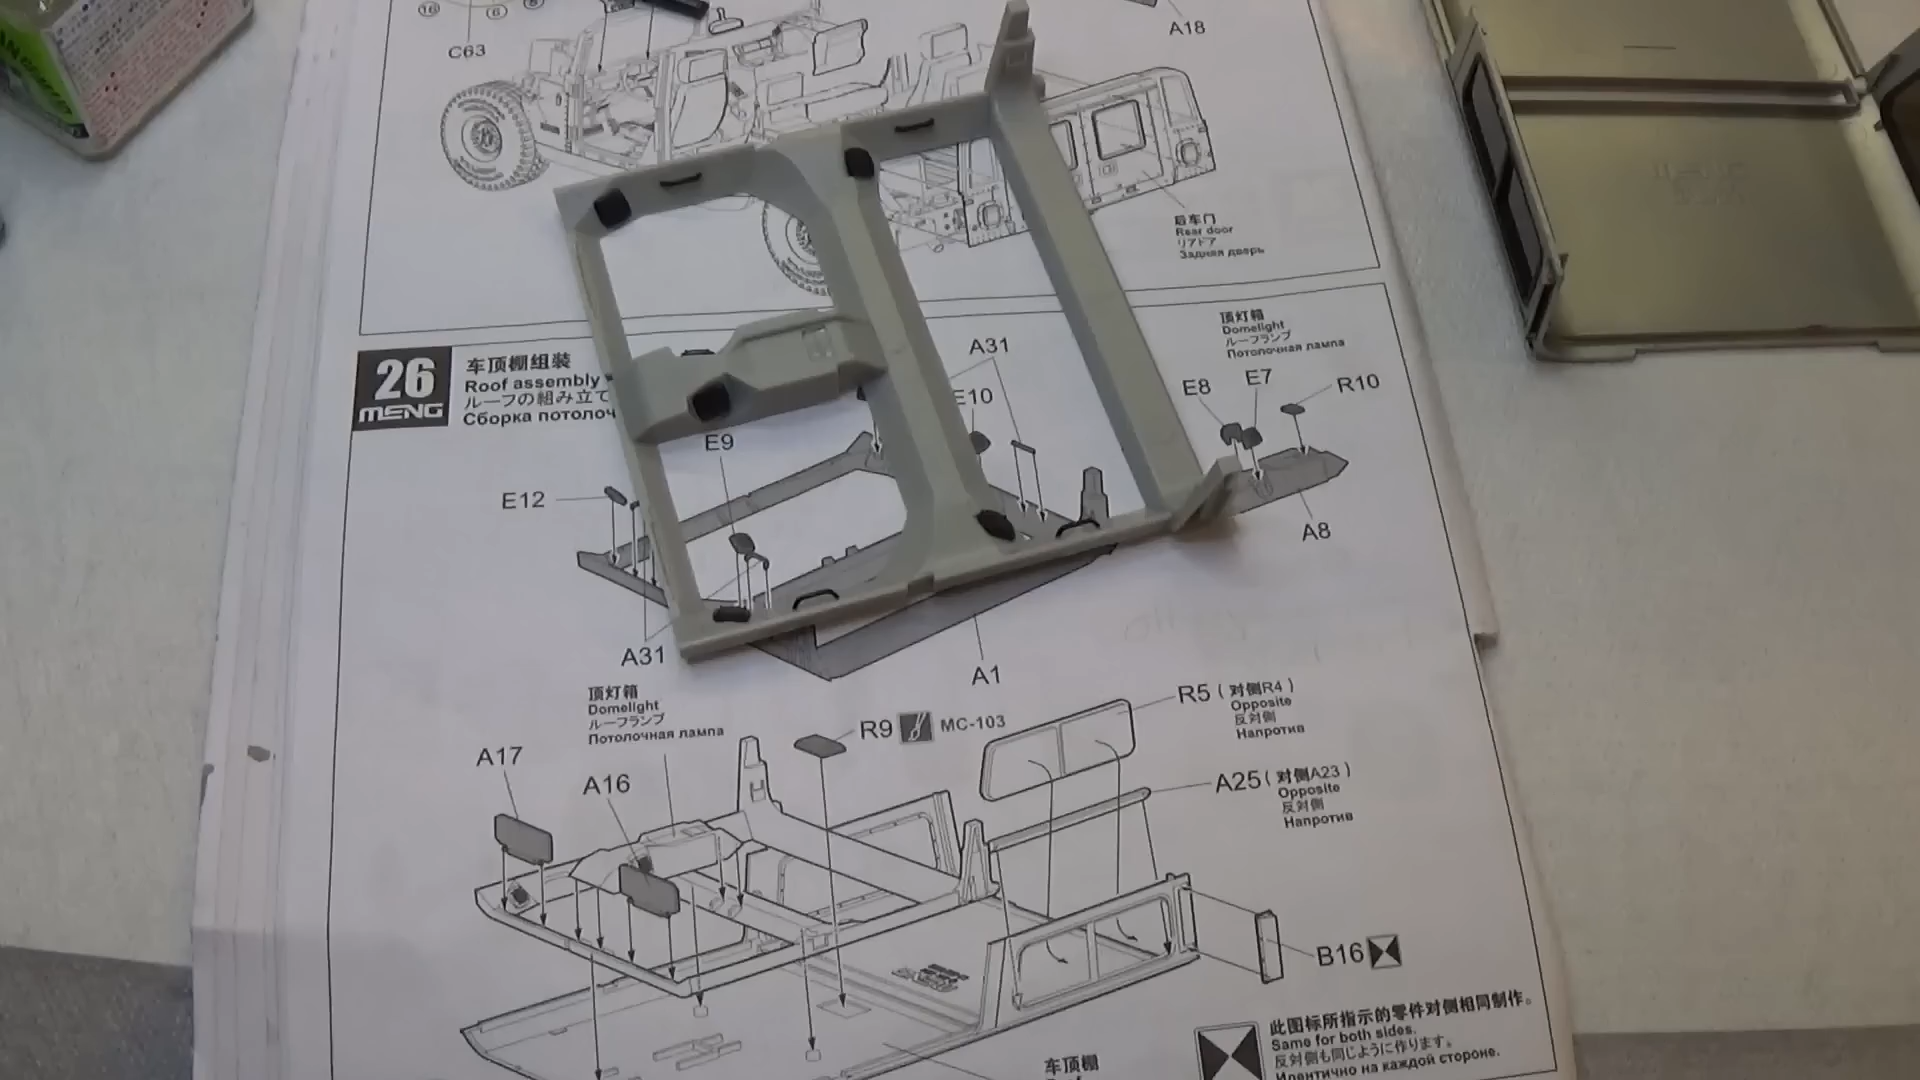 16
6
8
C63
A18
后车门
Rear door
リアドア
Задняя дверь
26
MENG
车顶棚组装
Roof assembly
ルーフの組み立て
Сборка потолоч
顶灯箱
Domelight
ルーフランプ
Потолочная лампа
A31
E10
E8
E7
R10
E9
E12
A8
A31
A1
顶灯箱
Domelight
ルーフランプ
Потолочная лампа
R9
MC-103
R5 (对侧R4)
Opposite
反対側
Напротив
A17
A16
A25 (对侧A23)
Opposite
反対側
Напротив
B16
此图标所指示的零件对侧相同制作。
Same for both sides.
反対側も同じように作ります。
Идентично на каждой стороне.
车顶棚